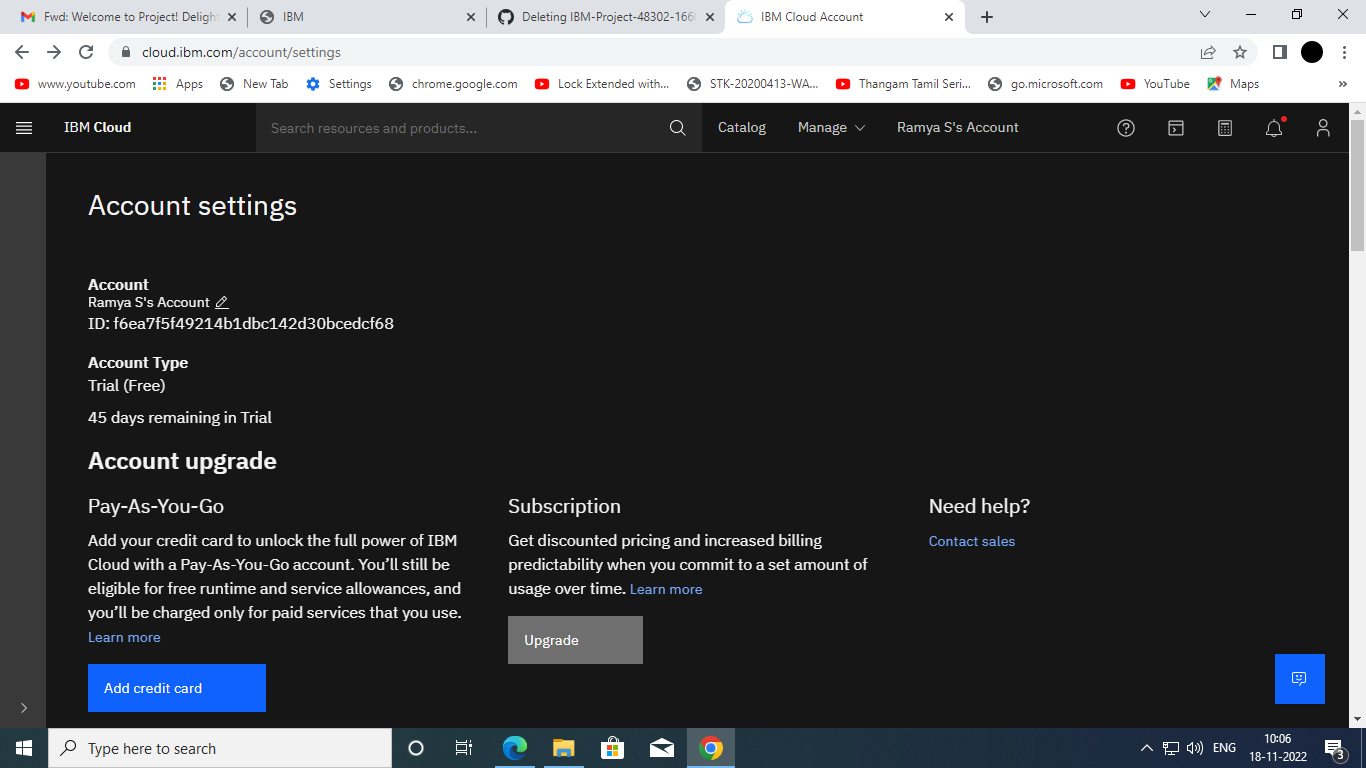 Fwd: Welcome to Project! Delight
IBM
Deleting IBM-Project-48302-1660
IBM Cloud Account
cloud.ibm.com/account/settings
www.youtube.com
Apps
New Tab
Settings
chrome.google.com
Lock Extended with...
STK-20200413-WA...
Thangam Tamil Seri...
go.microsoft.com
YouTube
Maps
»
IBM Cloud
Search resources and products...
Catalog
Manage
Ramya S's Account
Account settings
Account
Ramya S's Account
ID: f6ea7f5f49214b1dbc142d30bcedcf68
Account Type
Trial (Free)
45 days remaining in Trial
Account upgrade
Pay-As-You-Go
Add your credit card to unlock the full power of IBM
Cloud with a Pay-As-You-Go account. You’ll still be
eligible for free runtime and service allowances, and
you’ll be charged only for paid services that you use.
Learn more
Add credit card
Subscription
Get discounted pricing and increased billing
predictability when you commit to a set amount of
usage over time. Learn more
Upgrade
Need help?
Contact sales
Type here to search
ENG
10:06
18-11-2022
3